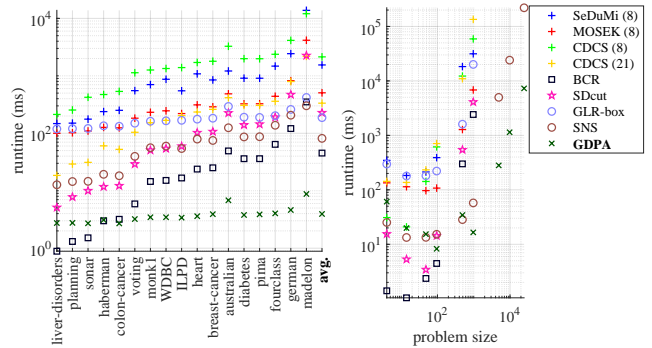 runtime (ms)
10^4
10^2
10^0
liver-disorders
planning
sonar
haberman
colon-cancer
voting
monk1
WDBC
ILPD
heart
breast-cancer
australian
diabetes
pima
fourclass
german
madelon
avg.
runtime (ms)
10^5
10^4
10^3
10^2
10^1
10^2
10^4
problem size
SeDuMi (8)
MOSEK (8)
CDCS (8)
CDCS (21)
BCR
SDcut
GLR-box
SNS
GDPA